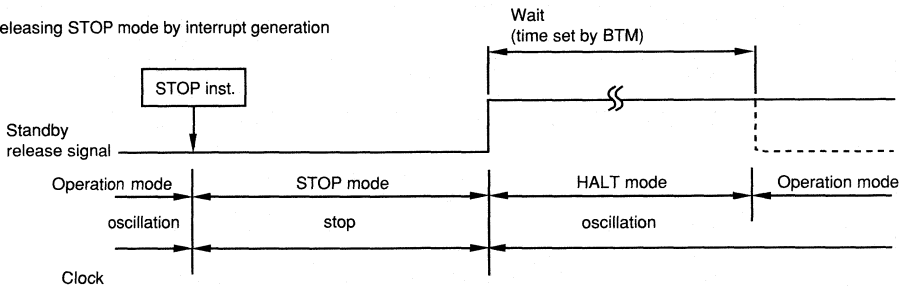 eleasing STOP mode by interrupt generation
Wait
(time set by BTM)
STOP inst.
Standby
release signal
Operation mode
STOP mode
HALT mode
Operation mode
oscillation
stop
oscillation
Clock